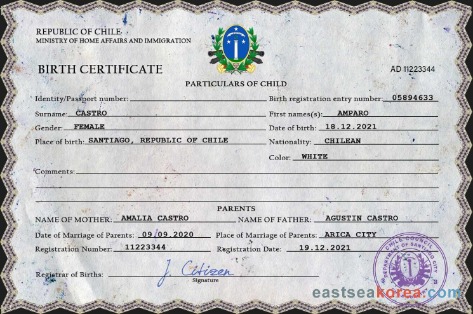 REPUBLIC OF CHILE
MINISTRY OF HOME AFFAIRS AND IMMIGRATION
BIRTH CERTIFICATE
AD 11223344
PARTICULARS OF CHILD
Identity/Passport number: Birth registration entry number: 05894633
Surname: CASTRO First names(s): AMPARO
Gender: FEMALE Date of birth: 18.12.2021
Place of birth: SANTIAGO, REPUBLIC OF CHILE Nationality: CHILEAN
Color: WHITE
Comments:
PARENTS
NAME OF MOTHER: AMALIA CASTRO NAME OF FATHER: AGUSTIN CASTRO
Date of Marriage of Parents: 09.09.2020 Place of Marriage of Parents: ARICA CITY
Registration Number: 11223344 Registration Date: 19.12.2021
Registrar of Births: J. Citizen
Signature
eastseakorea.com